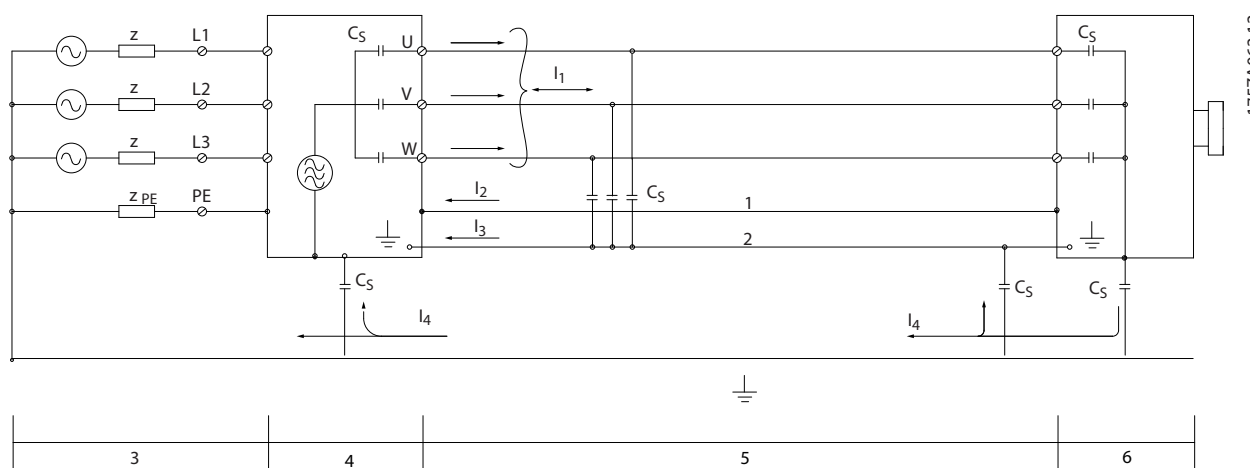 z L1 C_S U
I_1
z L2 V
z L3 W
z_PE PE
I_2
I_3
C_S
1
2
C_S
C_S
C_S
C_S
I_4
I_4
3 4 5 6